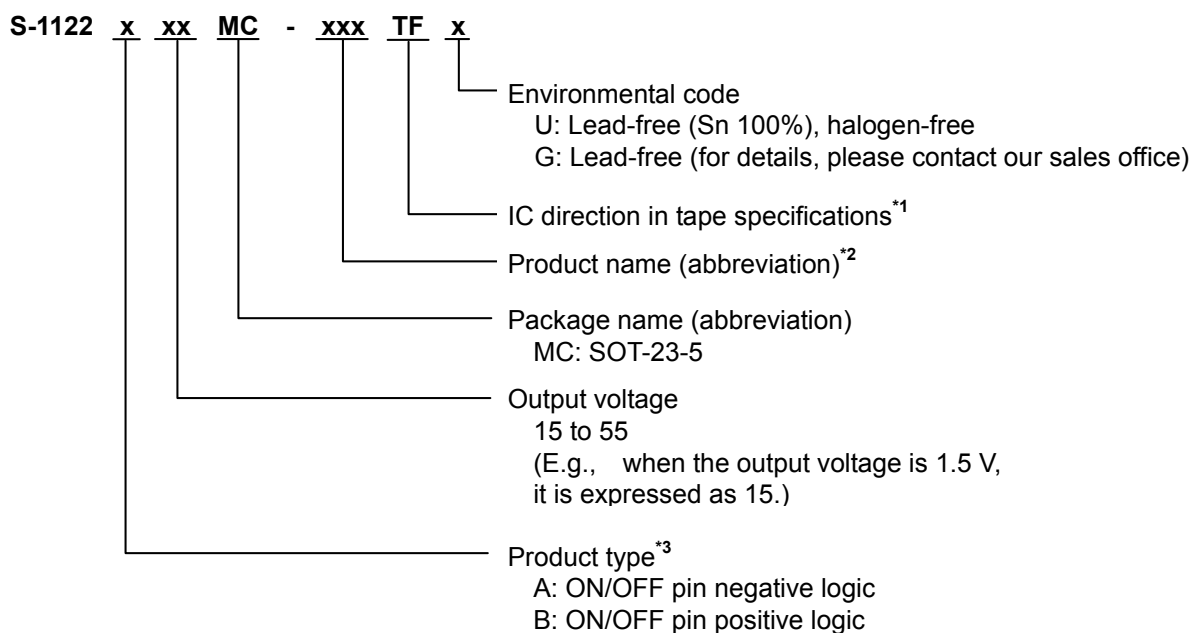 S-1122 x xx MC - xxx TF x
Environmental code
U: Lead-free (Sn 100%), halogen-free
G: Lead-free (for details, please contact our sales office)
IC direction in tape specifications*1
Product name (abbreviation)*2
Package name (abbreviation)
MC: SOT-23-5
Output voltage
15 to 55
(E.g., when the output voltage is 1.5 V,
it is expressed as 15.)
Product type*3
A: ON/OFF pin negative logic
B: ON/OFF pin positive logic